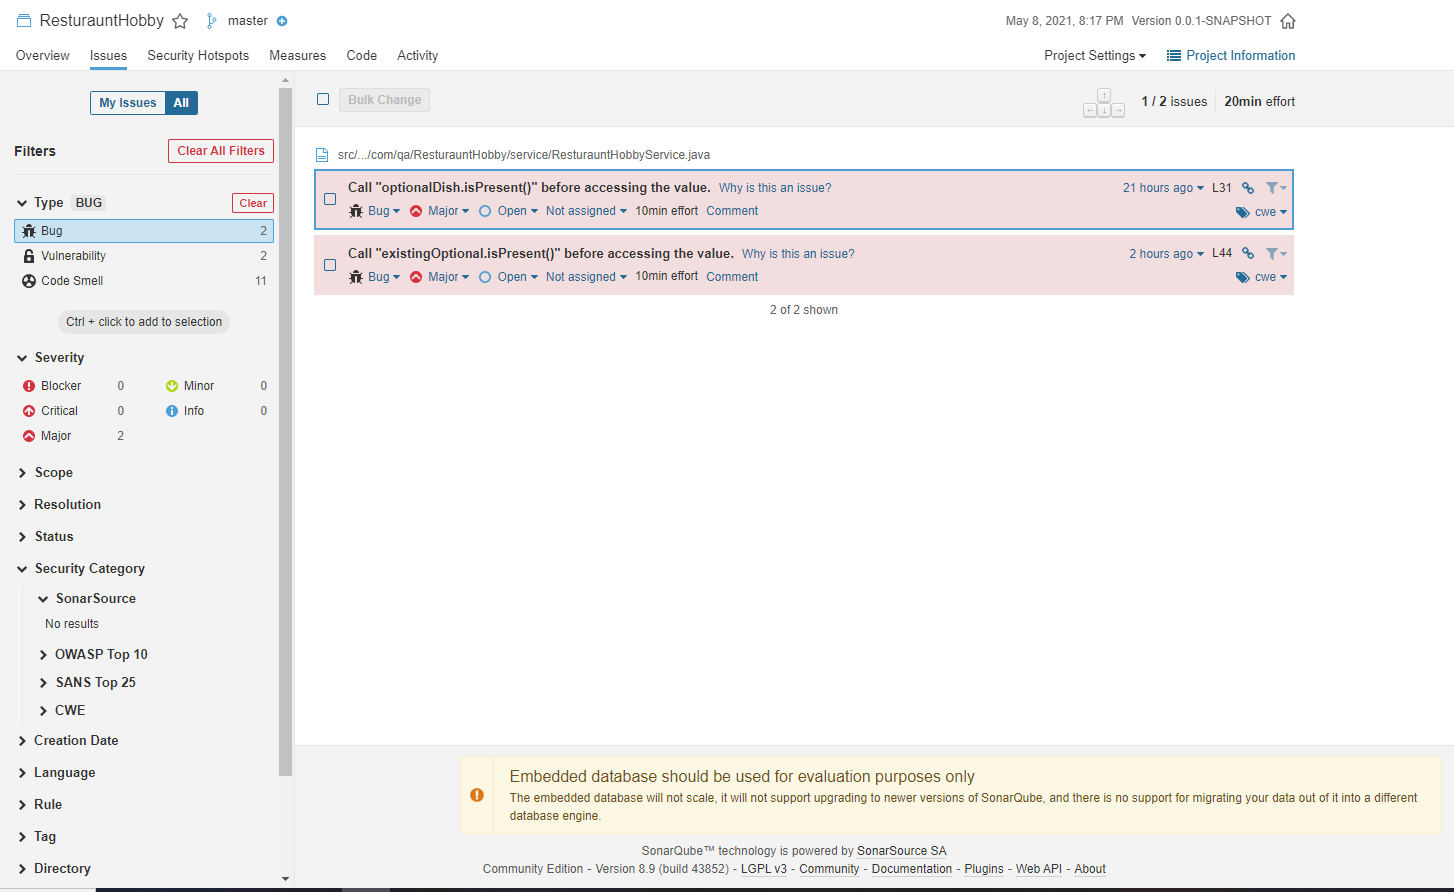 ResturauntHobby master May 8, 2021, 8:17 PM Version 0.0.1-SNAPSHOT
Overview Issues Security Hotspots Measures Code Activity Project Settings Project Information
My Issues All
Filters Clear All Filters
Type BUG Clear
Bug 2
Vulnerability 2
Code Smell 11
Ctrl + click to add to selection
Severity
Blocker 0 Minor 0
Critical 0 Info 0
Major 2
Scope
Resolution
Status
Security Category
SonarSource
No results
OWASP Top 10
SANS Top 25
CWE
Creation Date
Language
Rule
Tag
Directory
Bulk Change 1 / 2 issues 20min effort
src/.../com/qa/ResturauntHobby/service/ResturauntHobbyService.java
Call "optionalDish.isPresent()" before accessing the value. Why is this an issue? 21 hours ago L31
Bug Major Open Not assigned 10min effort Comment cwe
Call "existingOptional.isPresent()" before accessing the value. Why is this an issue? 2 hours ago L44
Bug Major Open Not assigned 10min effort Comment cwe
2 of 2 shown
Embedded database should be used for evaluation purposes only
The embedded database will not scale, it will not support upgrading to newer versions of SonarQube, and there is no support for migrating your data out of it into a different
database engine.
SonarQube™ technology is powered by SonarSource SA
Community Edition - Version 8.9 (build 43852) - LGPL v3 - Community - Documentation - Plugins - Web API - About